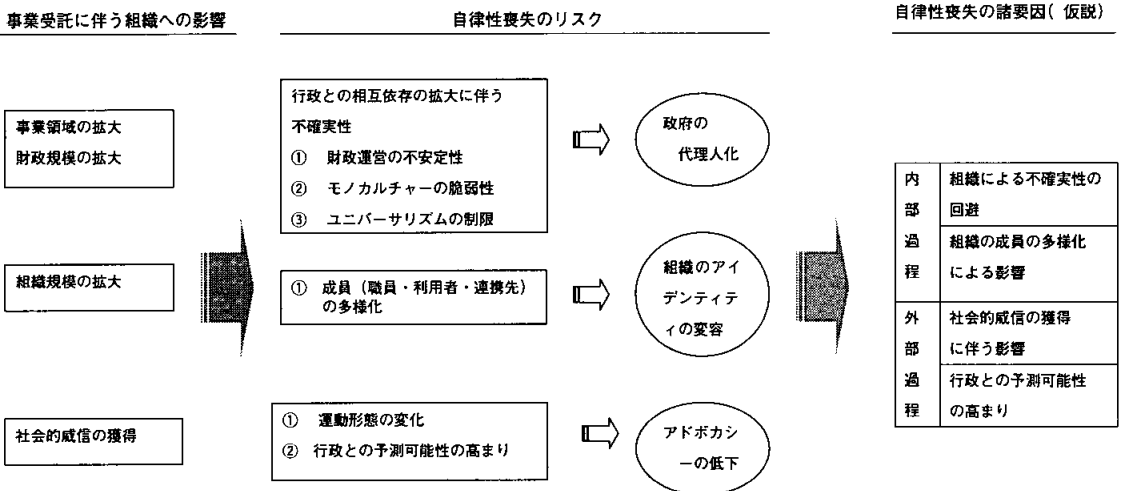 事業受託に伴う組織への影響
自律性喪失のリスク
自律性喪失の諸要因(仮説)
事業領域の拡大
財政規模の拡大
行政との相互依存の拡大に伴う
不確実性
① 財政運営の不安定性
② モノカルチャーの脆弱性
③ ユニバーサリズムの制限
政府の
代理人化
組織規模の拡大
① 成員(職員・利用者・連携先)
の多様化
組織のアイ
デンティテ
ィの変容
社会的威信の獲得
① 運動形態の変化
② 行政との予測可能性の高まり
アドボカシ
ーの低下
内部過程
組織による不確実性の
回避
組織の成員の多様化
による影響
外部過程
社会的威信の獲得
に伴う影響
行政との予測可能性
の高まり